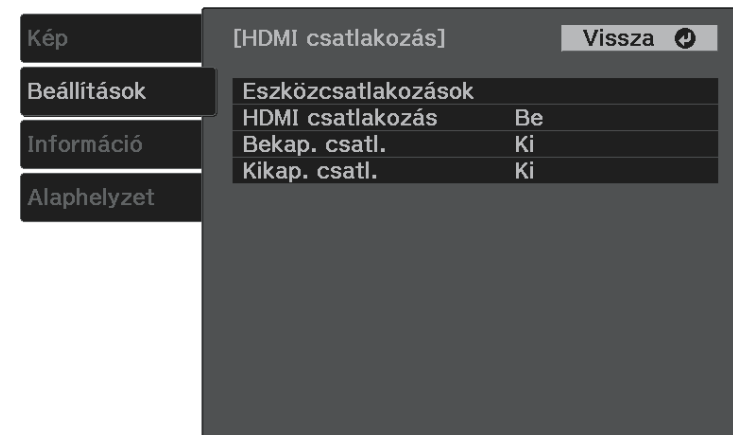 Kép
Beállítások
Információ
Alaphelyzet
[HDMI csatlakozás]
Vissza
Eszközcsatlakozások
HDMI csatlakozás Be
Bekap. csatl. Ki
Kikap. csatl. Ki